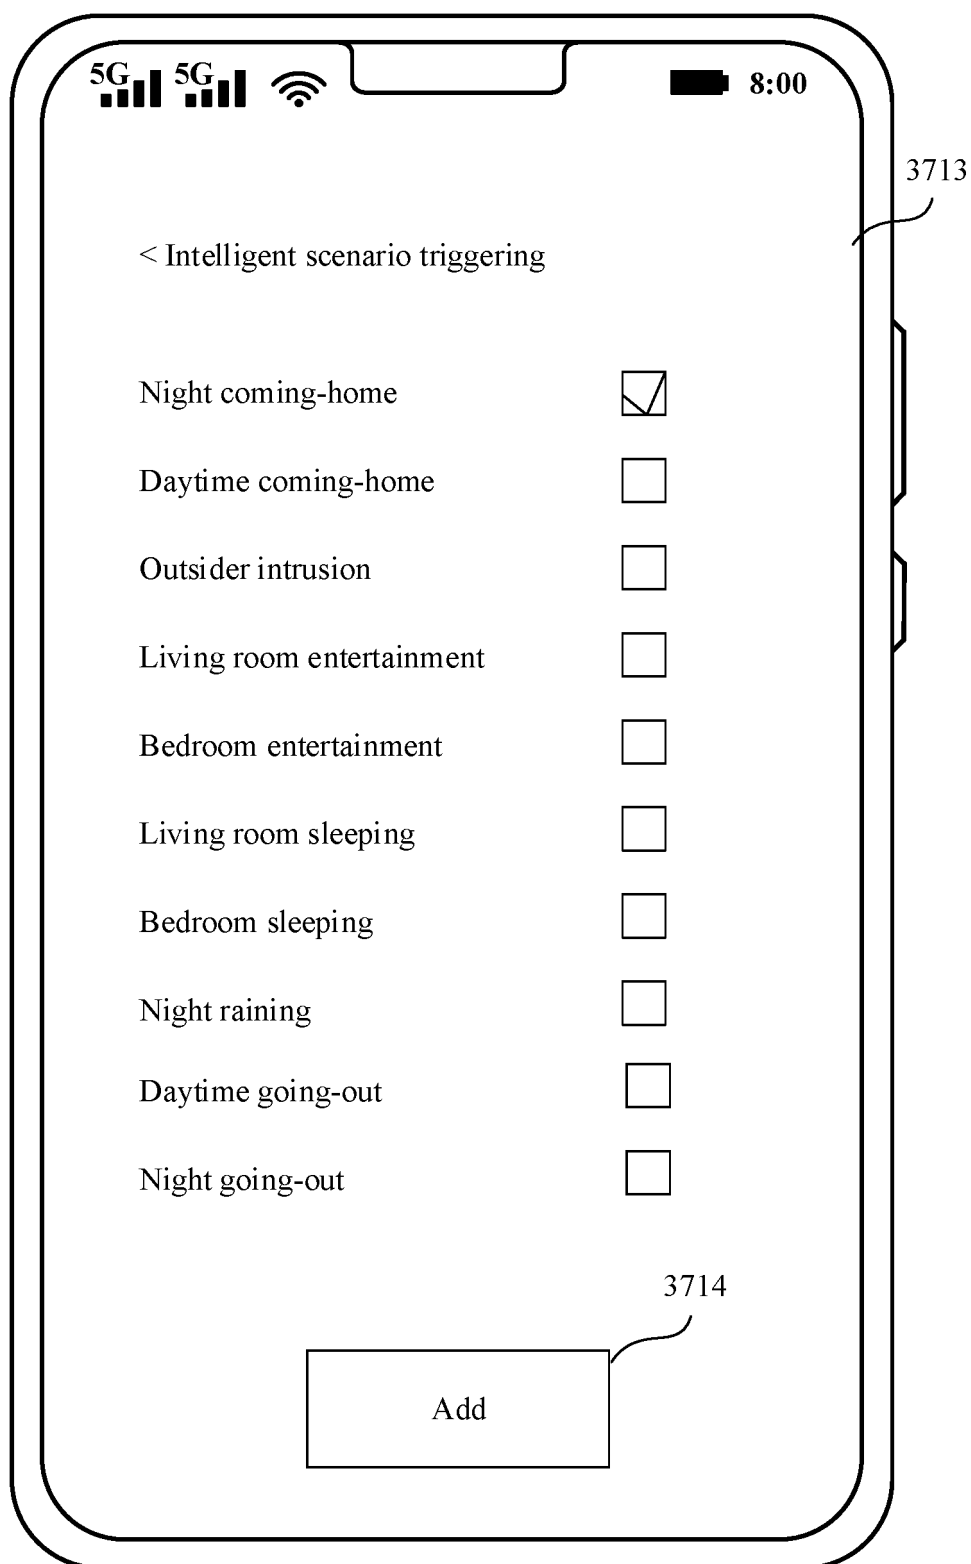 5G 5G 8:00
3713
< Intelligent scenario triggering
Night coming-home
Daytime coming-home
Outsider intrusion
Living room entertainment
Bedroom entertainment
Living room sleeping
Bedroom sleeping
Night raining
Daytime going-out
Night going-out
3714
Add